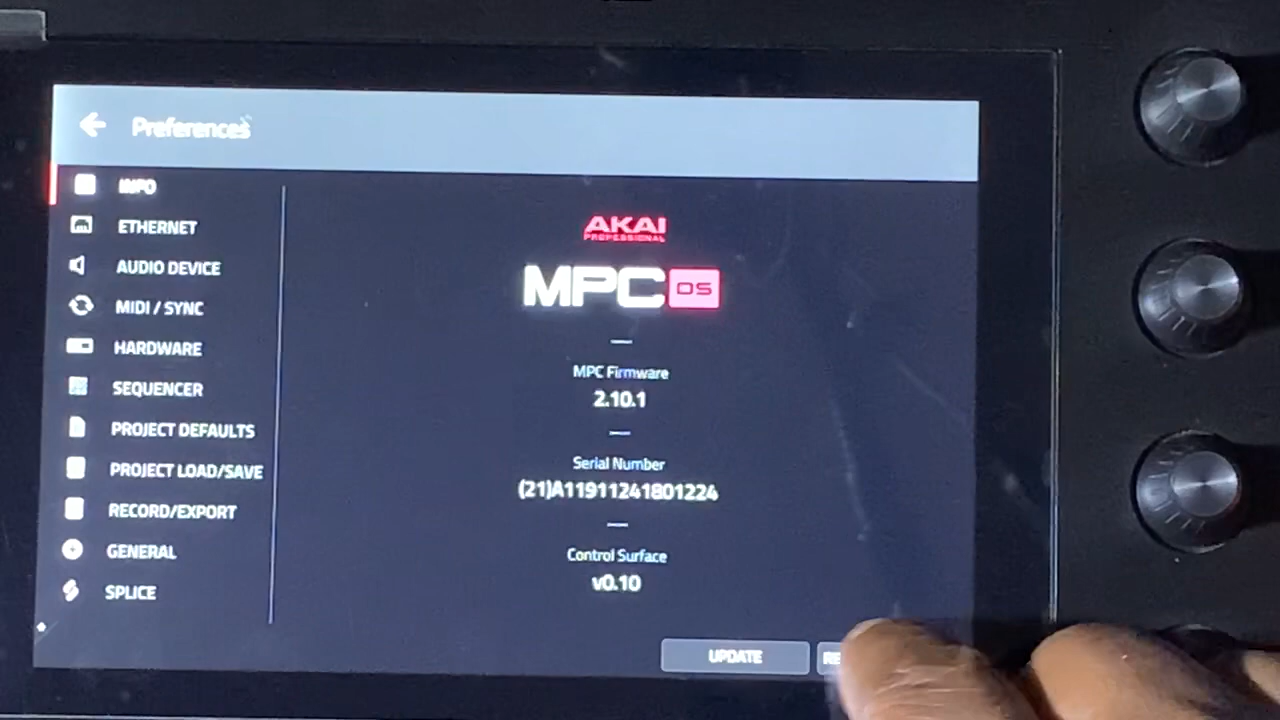 Preferences
INFO
ETHERNET
AUDIO DEVICE
MIDI / SYNC
HARDWARE
SEQUENCER
PROJECT DEFAULTS
PROJECT LOAD/SAVE
RECORD/EXPORT
GENERAL
SPLICE
AKAI
PROFESSIONAL
MPC OS
MPC Firmware
2.10.1
Serial Number
(21)A11911241801224
Control Surface
v0.10
UPDATE